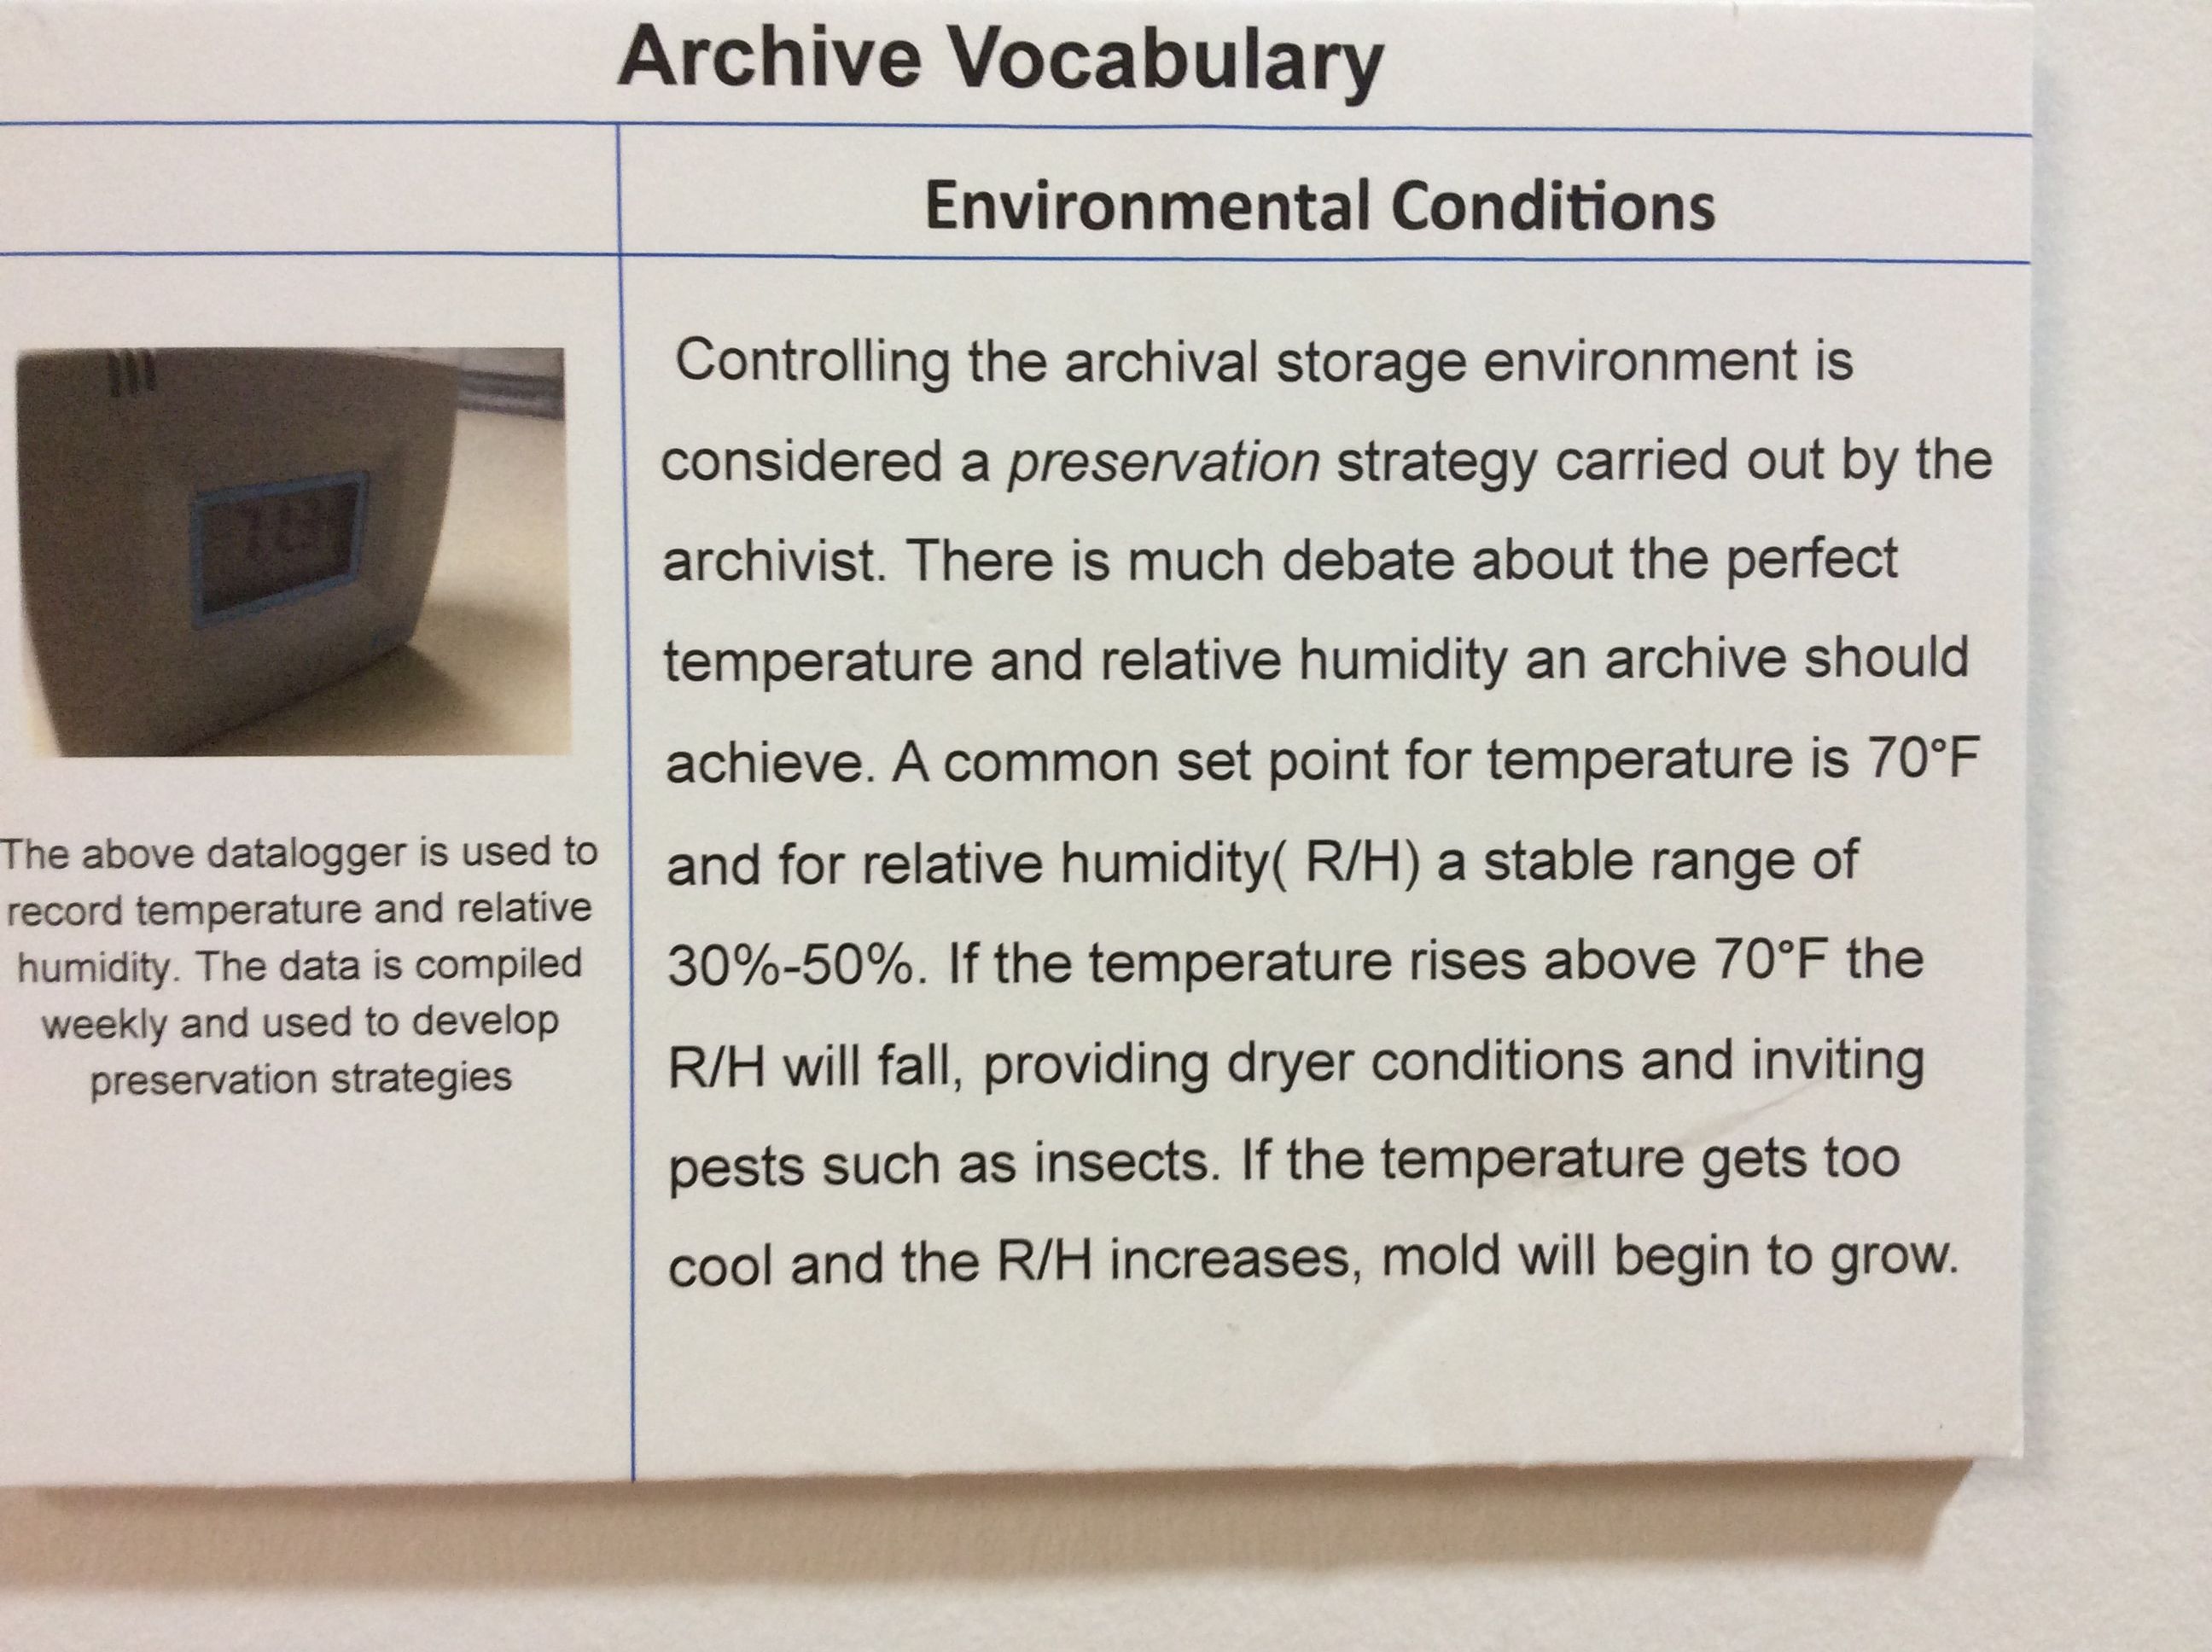 Archive Vocabulary
Environmental Conditions
The above datalogger is used to
record temperature and relative
humidity. The data is compiled
weekly and used to develop
preservation strategies
Controlling the archival storage environment is
considered a preservation strategy carried out by the
archivist. There is much debate about the perfect
temperature and relative humidity an archive should
achieve. A common set point for temperature is 70°F
and for relative humidity( R/H) a stable range of
30%-50%. If the temperature rises above 70°F the
R/H will fall, providing dryer conditions and inviting
pests such as insects. If the temperature gets too
cool and the R/H increases, mold will begin to grow.